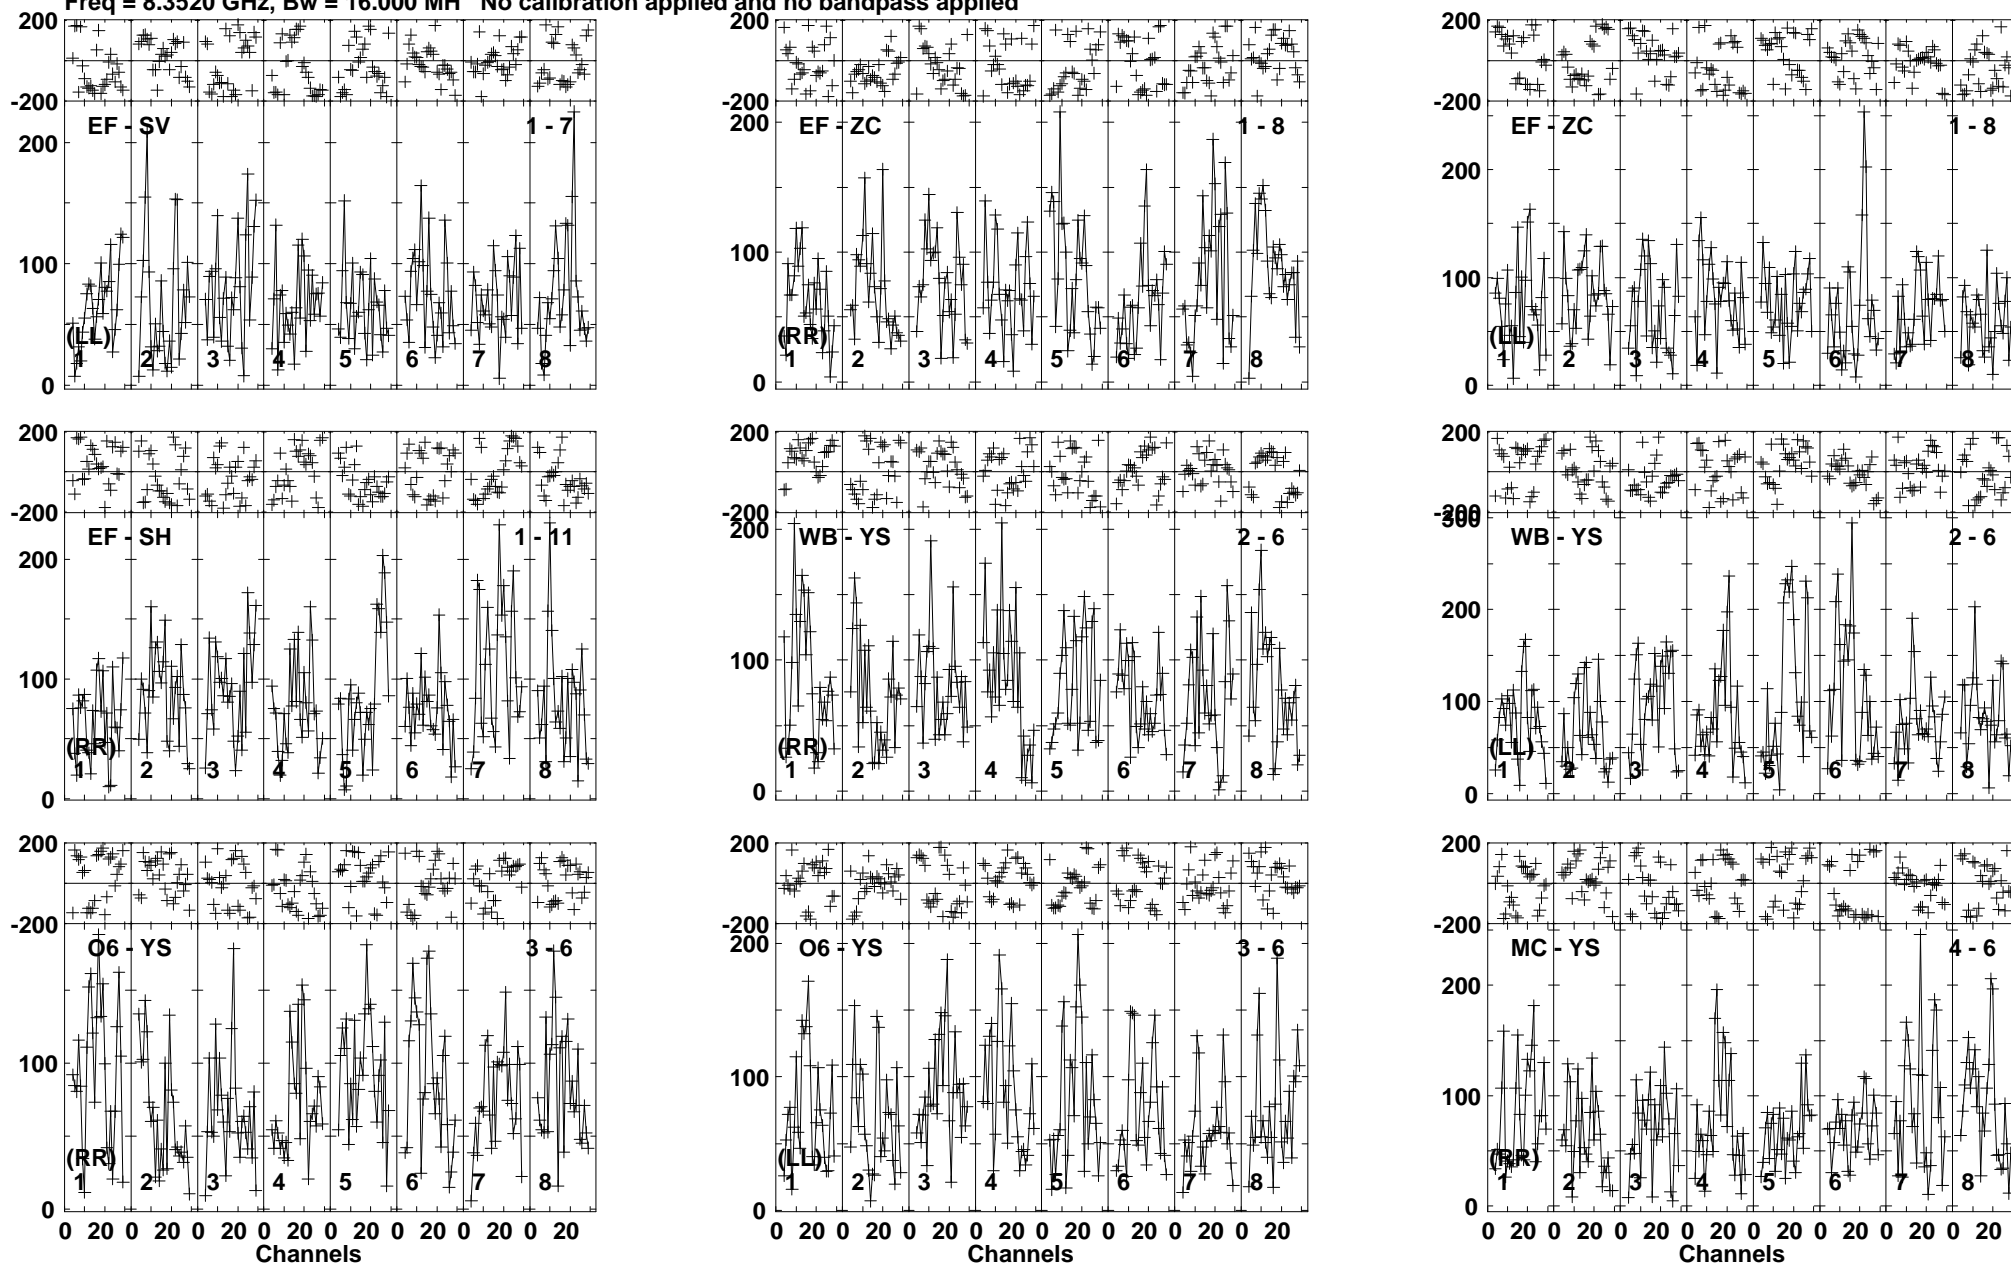 Freq = 8.3520 GHz, Bw = 16.000 MH No calibration applied and no bandpass applied
200 200 200
-200 -200 -200
EF - SV 1 - 7 EF - ZC 1 - 8 EF - ZC 1 - 8
200 200 200
100 100 100
(LL) (RR) (LL)
1 2 3 4 5 6 7 8 1 2 3 4 5 6 7 8 1 2 3 4 5 6 7 8
0 0 0
200 200 200
-200 -200 -200
300
EF - SH 1 - 11 WB - YS 2 - 6 WB - YS 2 - 6
200 200 200
100 100 100
(RR) (RR) (LL)
1 2 3 4 5 6 7 8 1 2 3 4 5 6 7 8 1 2 3 4 5 6 7 8
0 0 0
200 200 200
-200 -200 -200
O6 - YS 3 - 6 O6 - YS 3 - 6 MC - YS 4 - 6
200 200
100 100 100
(RR) (LL) (RR)
1 2 3 4 5 6 7 8 1 2 3 4 5 6 7 8 1 2 3 4 5 6 7 8
0 0 0
0 20 0 20 0 20 0 20 0 20 0 20 0 20 0 20 0 20 0 20 0 20 0 20 0 20 0 20 0 20 0 20 0 20 0 20 0 20 0 20 0 20 0 20 0 20 0 20
Channels Channels Channels